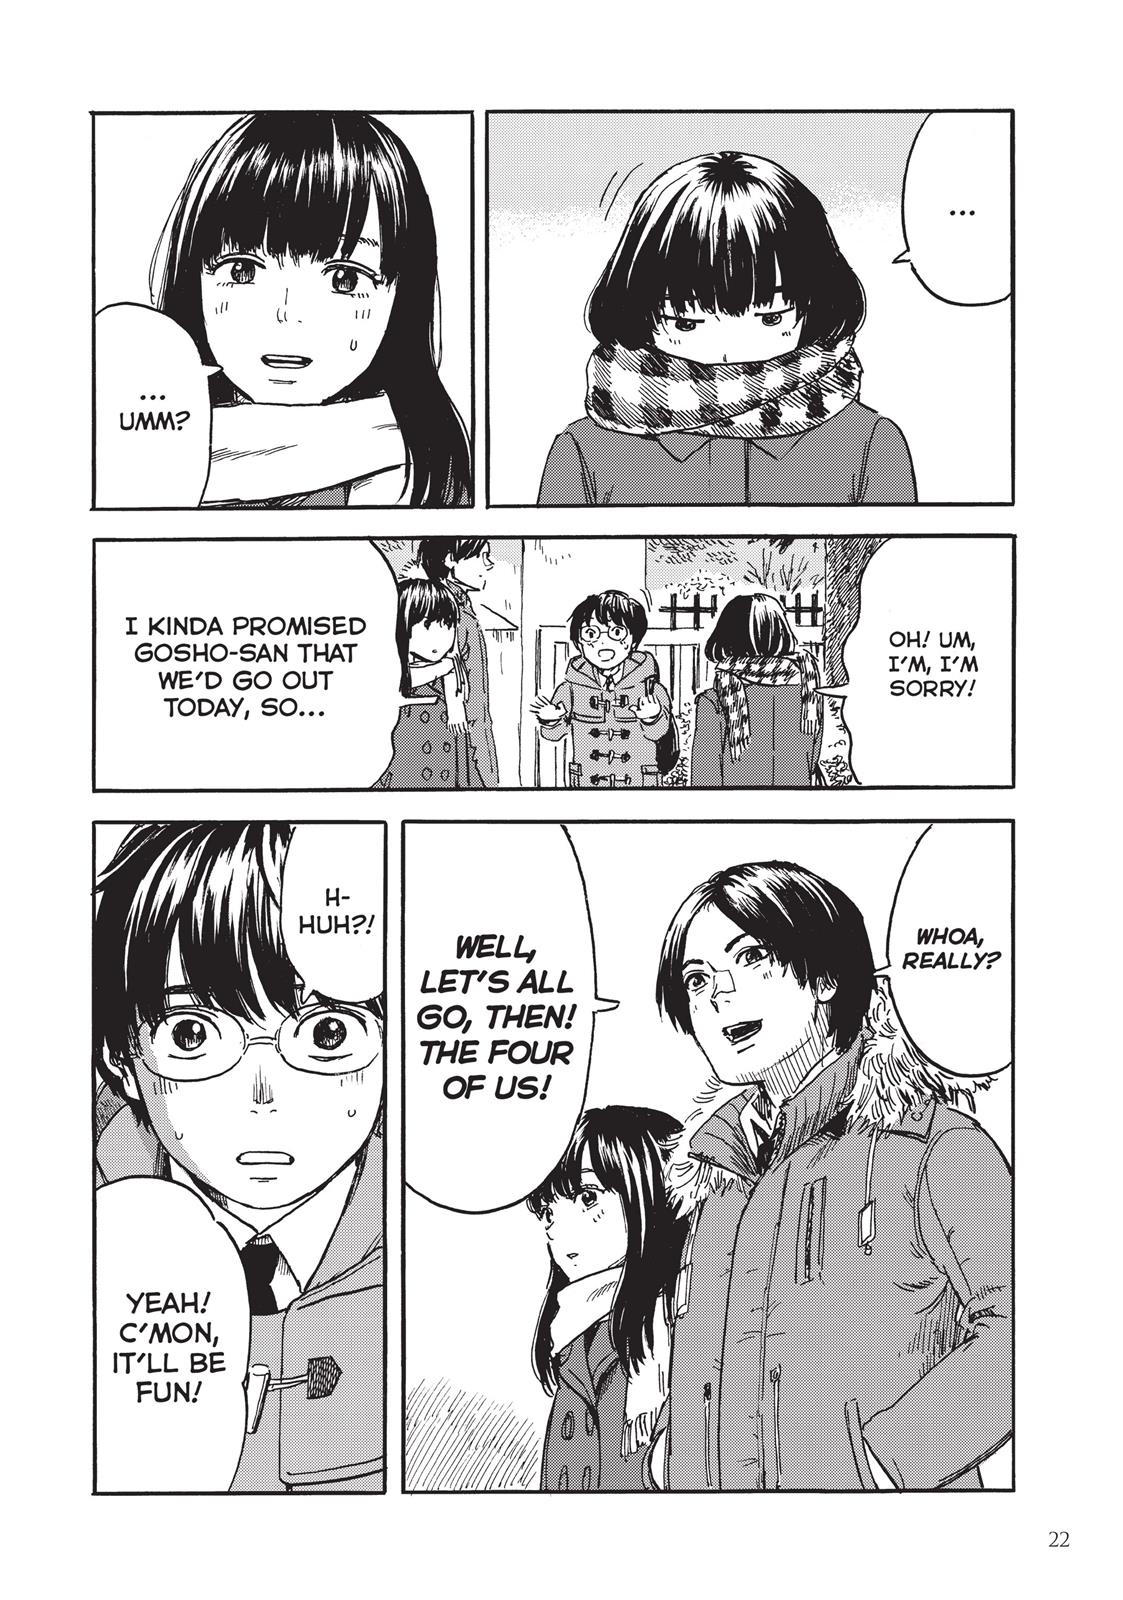 ...
...
UMM?
OH! UM,
I'M, I'M
SORRY!
I KINDA PROMISED
GOSHO-SAN THAT
WE'D GO OUT
TODAY, SO...
WHOA,
REALLY?
WELL,
LET'S ALL
GO, THEN!
THE FOUR
OF US!
H-
HUH?!
YEAH!
C'MON,
IT'LL BE
FUN!
22